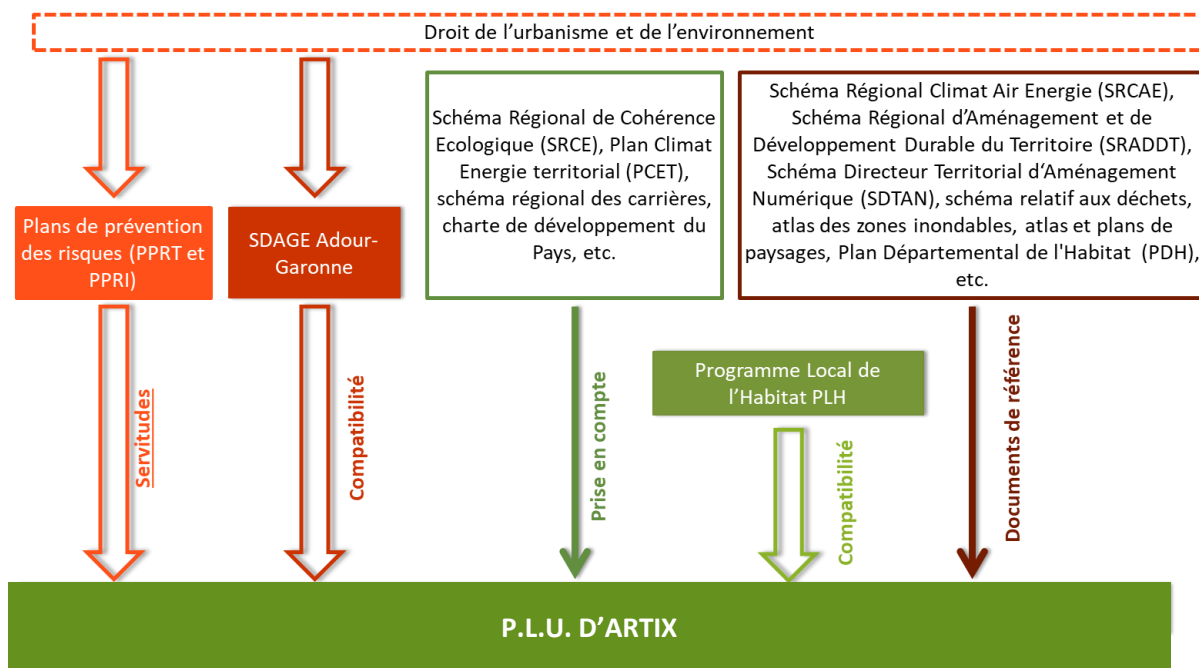 Droit de l'urbanisme et de l'environnement
Plans de prévention
des risques (PPRT et
PPRI)
SDAGE Adour-
Garonne
Schéma Régional de Cohérence
Ecologique (SRCE), Plan Climat
Energie territorial (PCET),
schéma régional des carrières,
charte de développement du
Pays, etc.
Schéma Régional Climat Air Energie (SRCAE),
Schéma Régional d'Aménagement et de
Développement Durable du Territoire (SRADDT),
Schéma Directeur Territorial d‘Aménagement
Numérique (SDTAN), schéma relatif aux déchets,
atlas des zones inondables, atlas et plans de
paysages, Plan Départemental de l'Habitat (PDH),
etc.
Programme Local de
l'Habitat PLH
Servitudes
Compatibilité
Prise en compte
Compatibilité
Documents de référence
P.L.U. D'ARTIX